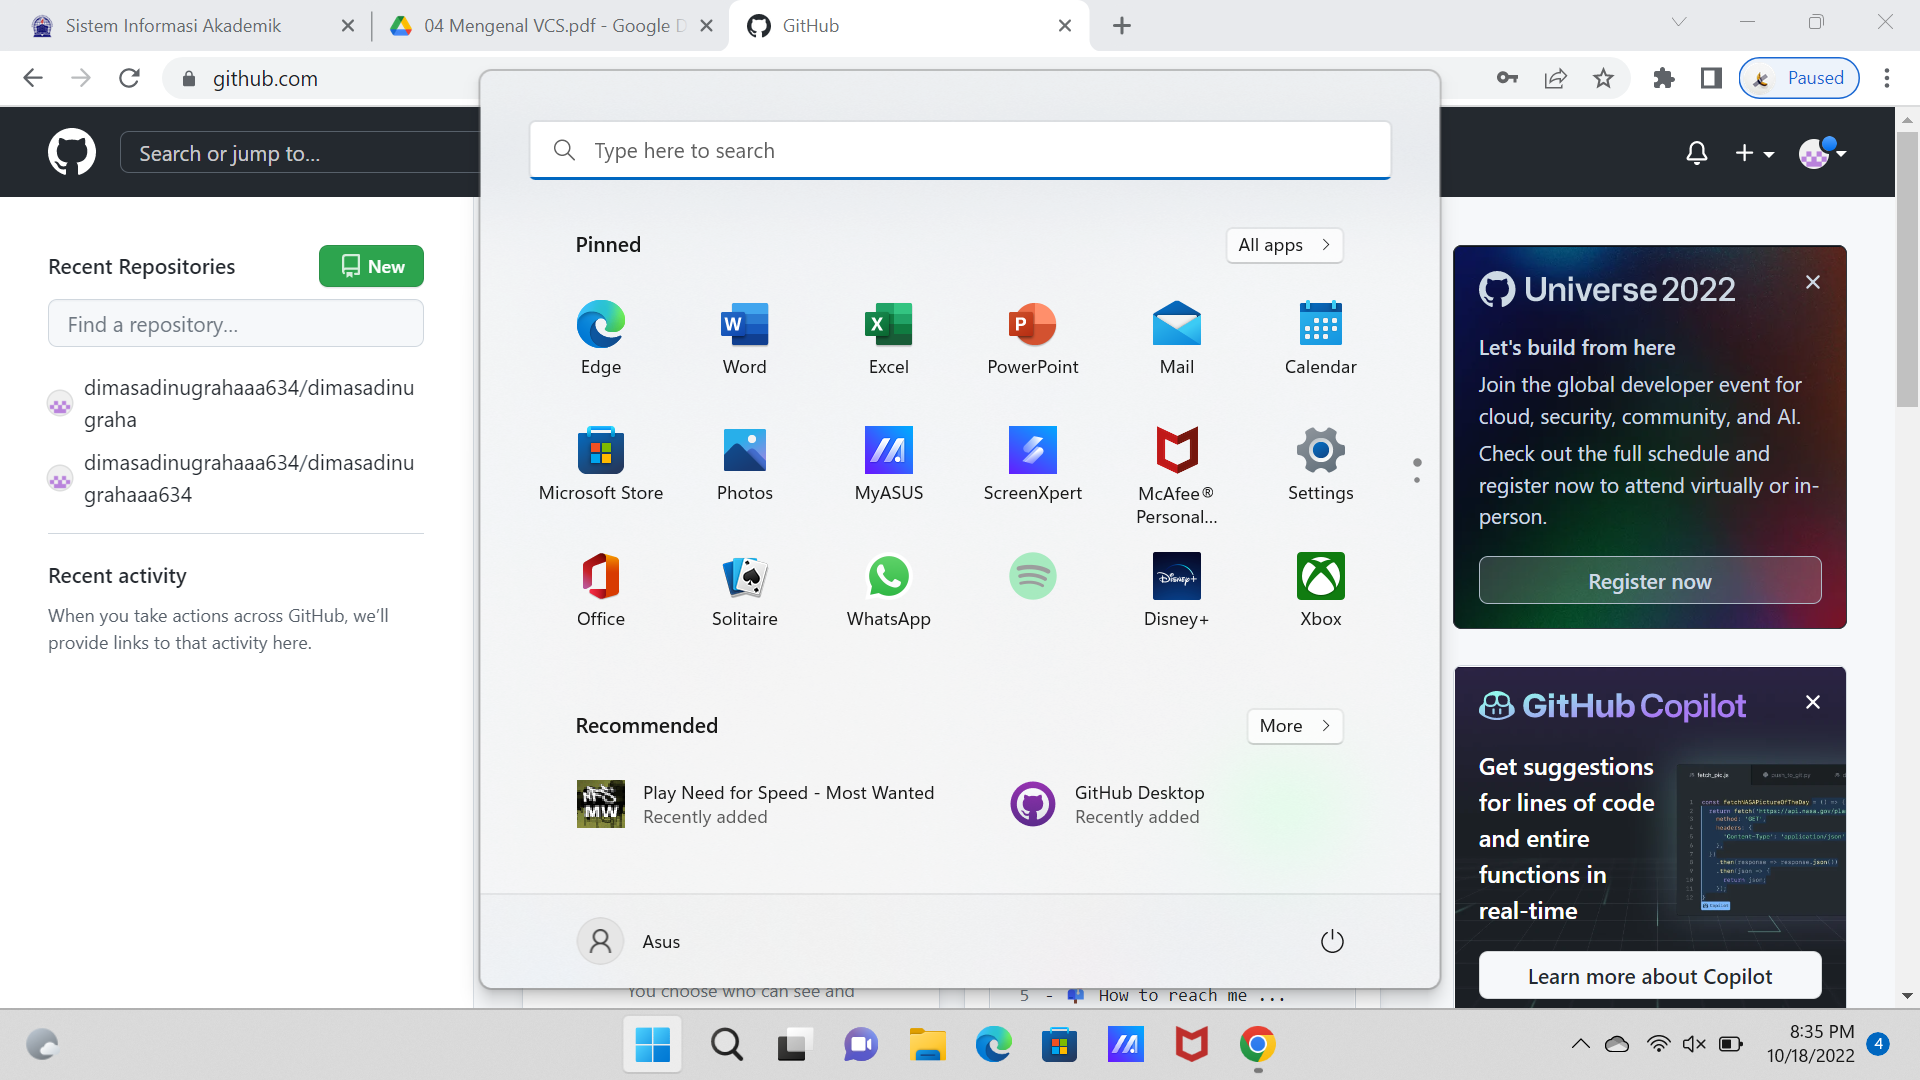 Sistem Informasi Akademik
04 Mengenal VCS.pdf - Google D
GitHub
github.com
Paused
Search or jump to...
Type here to search
Recent Repositories
New
Find a repository...
dimasadinugrahaaa634/dimasadinu
graha
dimasadinugrahaaa634/dimasadinu
grahaaa634
Recent activity
When you take actions across GitHub, we'll
provide links to that activity here.
Pinned
All apps
Edge
Word
Excel
PowerPoint
Mail
Calendar
Microsoft Store
Photos
MyASUS
ScreenXpert
McAfee®
Personal...
Settings
Office
Solitaire
WhatsApp
Disney+
Xbox
Recommended
More
NFS
MW
Play Need for Speed - Most Wanted
Recently added
GitHub Desktop
Recently added
Asus
You choose who can see and
5 - How to reach me ...
Universe 2022
Let's build from here
Join the global developer event for
cloud, security, community, and AI.
Check out the full schedule and
register now to attend virtually or in-
person.
Register now
GitHub Copilot
Get suggestions
for lines of code
and entire
functions in
real-time
Learn more about Copilot
8:35 PM
10/18/2022
4